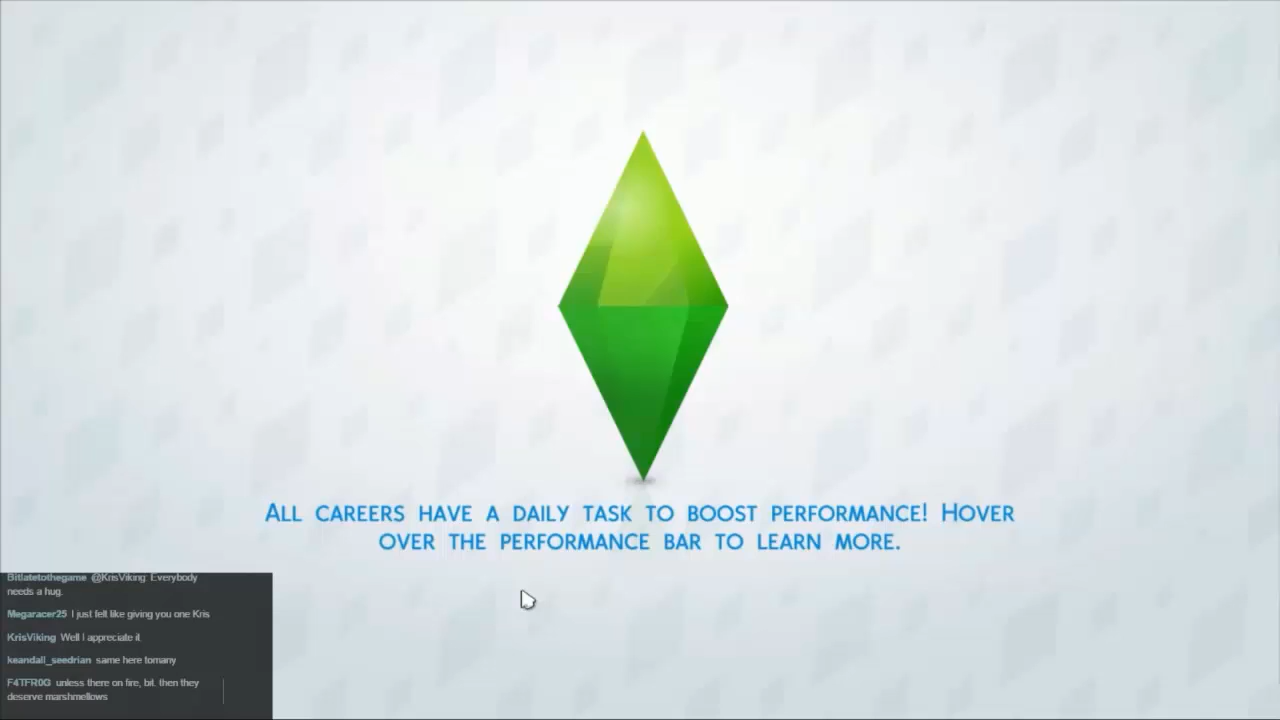 ALL CAREERS HAVE A DAILY TASK TO BOOST PERFORMANCE! HOVER
OVER THE PERFORMANCE BAR TO LEARN MORE.
Bitlatetothegame @KrisViking: Everybody
needs a hug.
Megaracer25 I just felt like giving you one Kris
KrisViking Well I appreciate it
keandall_seedrian same here tomany
F4TFR0G unless there on fire, bit. then they
deserve marshmellows